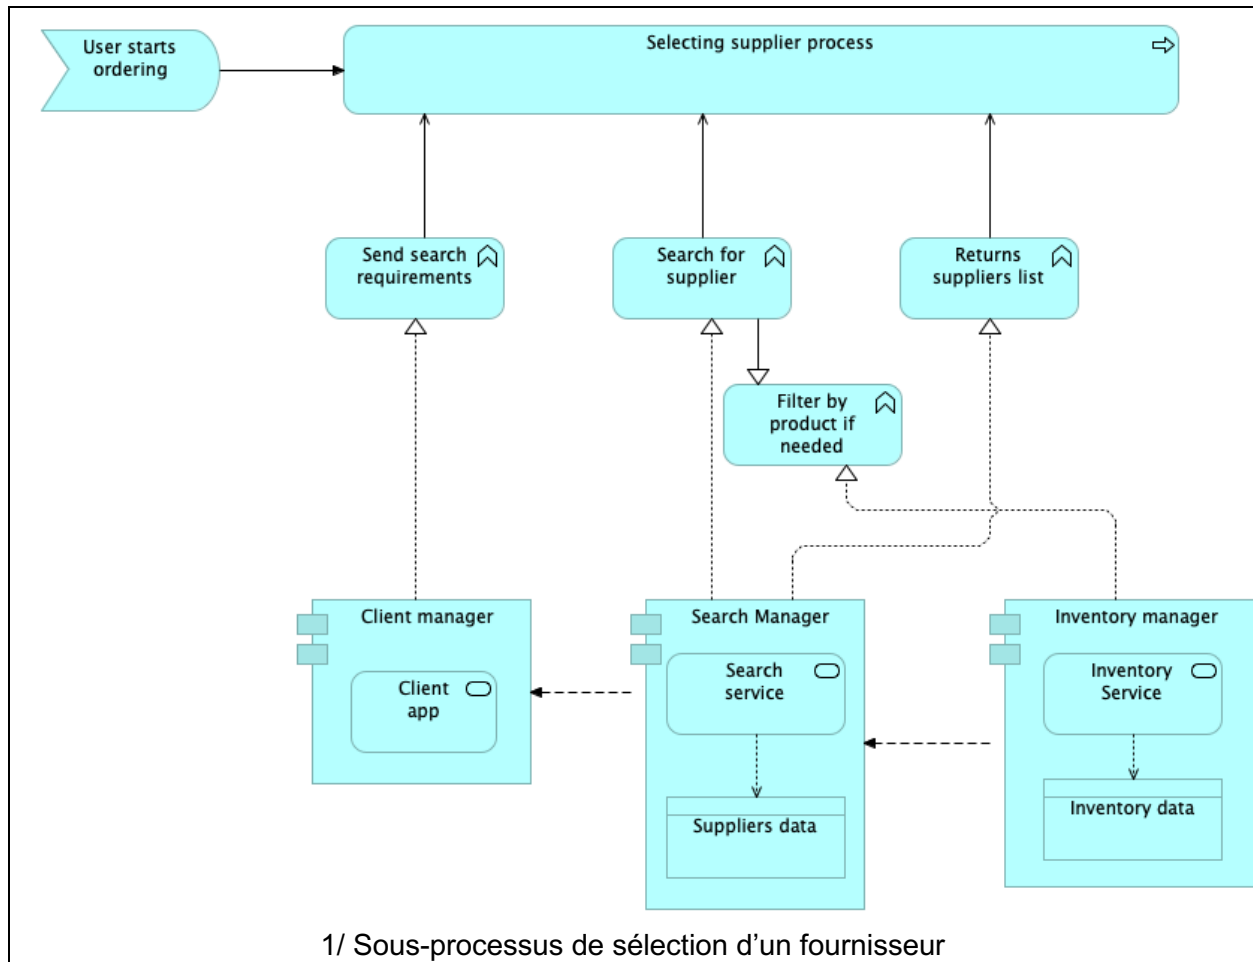 User starts
ordering
Selecting supplier process
Send search
requirements
Search for
supplier
Returns
suppliers list
Filter by
product if
needed
Client manager
Client
app
Search Manager
Search
service
Suppliers data
Inventory manager
Inventory
Service
Inventory data
1/ Sous-processus de sélection d’un fournisseur